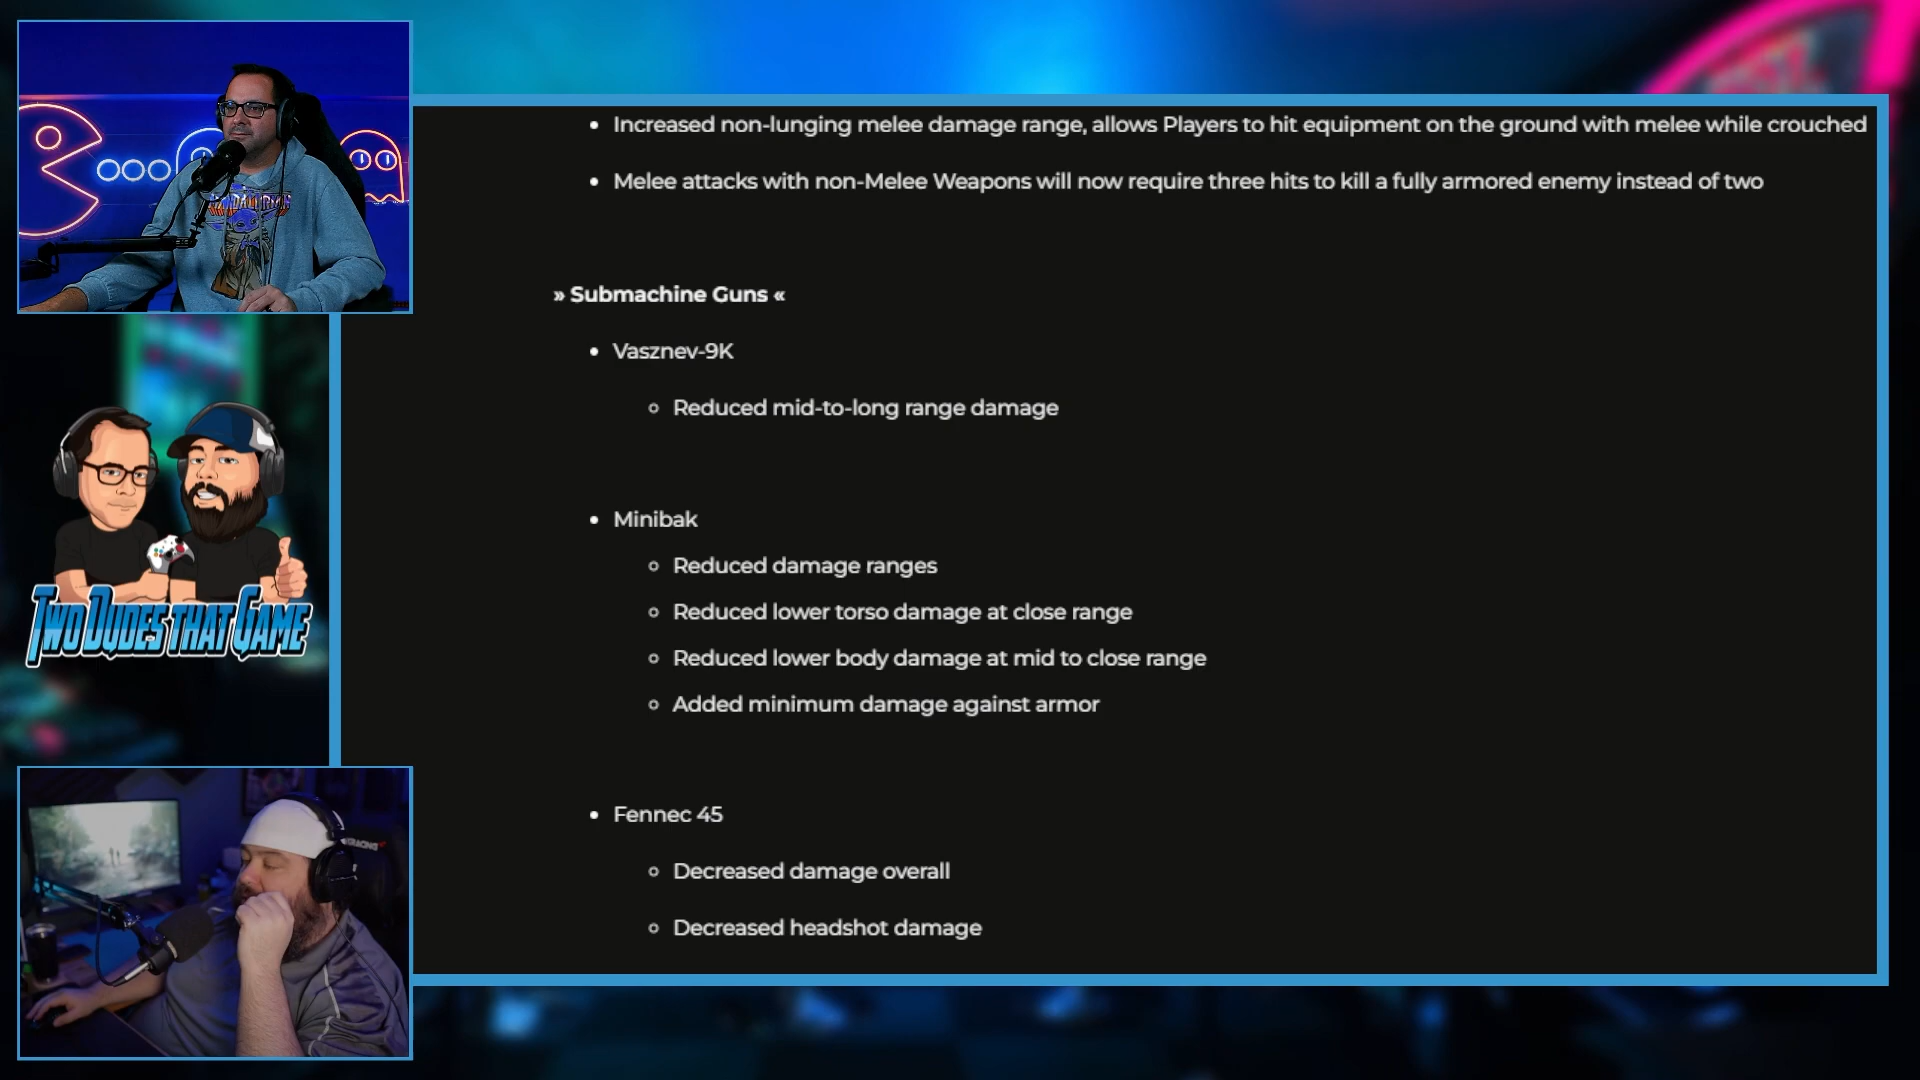 Increased non-lunging melee damage range, allows Players to hit equipment on the ground with melee while crouched
Melee attacks with non-Melee Weapons will now require three hits to kill a fully armored enemy instead of two
» Submachine Guns «
Vasznev-9K
Reduced mid-to-long range damage
Minibak
Reduced damage ranges
Reduced lower torso damage at close range
Reduced lower body damage at mid to close range
Added minimum damage against armor
Fennec 45
Decreased damage overall
Decreased headshot damage
TWO DUDES THAT GAME